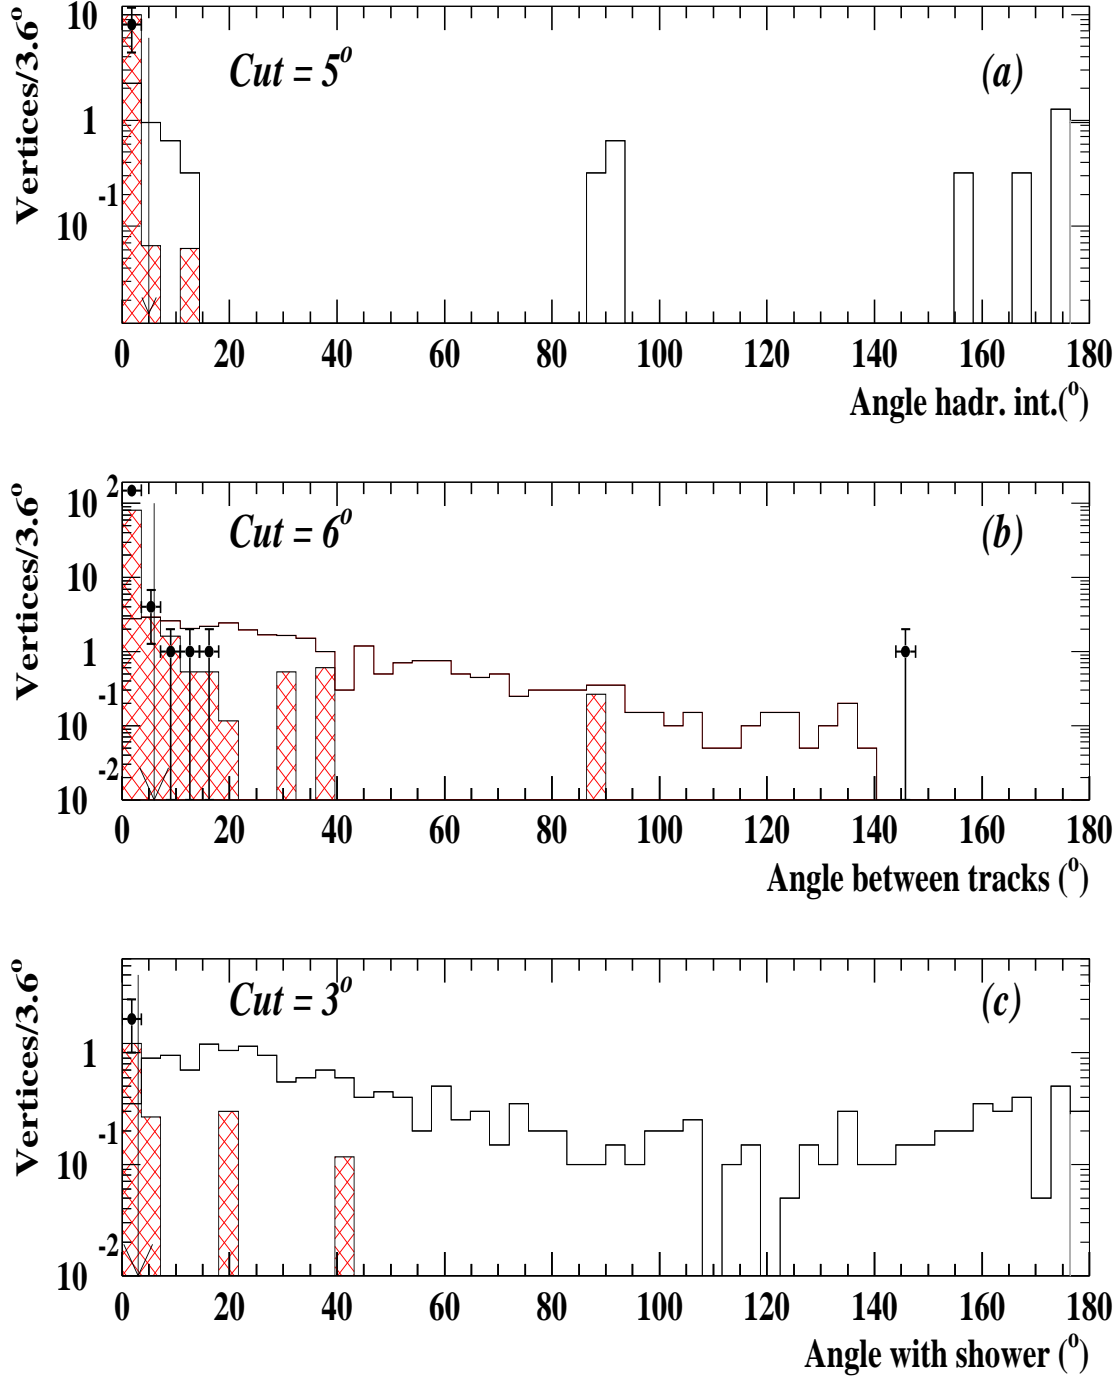 Vertices/3.6°
10
1
10⁻¹
Cut = 5°
(a)
0 20 40 60 80 100 120 140 160 180
Angle hadr. int.(°)
Vertices/3.6°
10²
10
1
10⁻¹
10⁻²
Cut = 6°
(b)
0 20 40 60 80 100 120 140 160 180
Angle between tracks (°)
Vertices/3.6°
1
10⁻¹
10⁻²
Cut = 3°
(c)
0 20 40 60 80 100 120 140 160 180
Angle with shower (°)